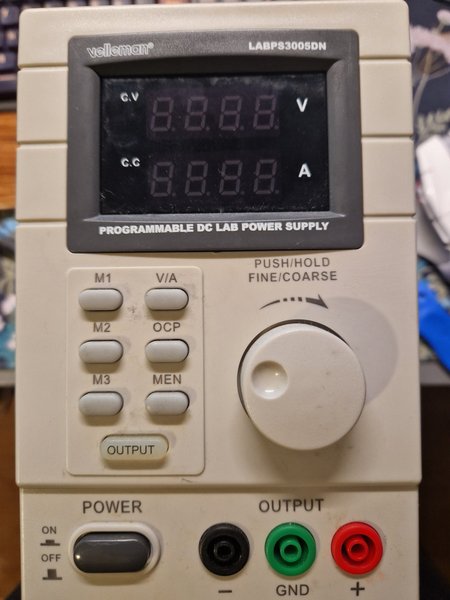 velleman®
LABPS3005DN
C.V
V
C.C
A
PROGRAMMABLE DC LAB POWER SUPPLY
M1
V/A
M2
OCP
M3
MEN
OUTPUT
PUSH/HOLD
FINE/COARSE
POWER
ON
OFF
OUTPUT
−
GND
+